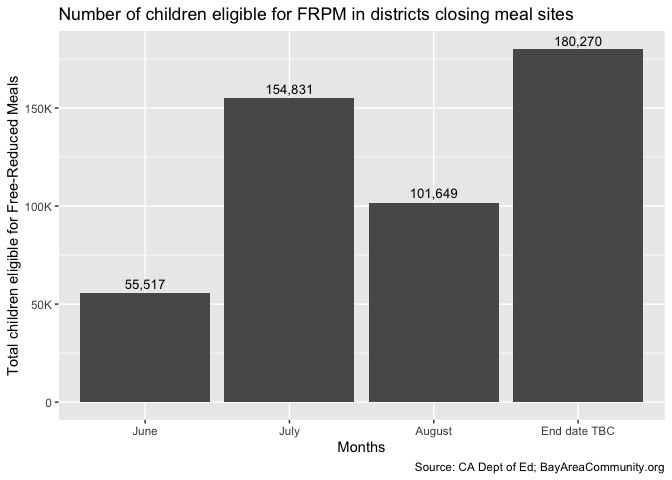 Number of children eligible for FRPM in districts closing meal sites
Total children eligible for Free-Reduced Meals
150K
100K
50K
0
55,517
154,831
101,649
180,270
June
July
August
End date TBC
Months
Source: CA Dept of Ed; BayAreaCommunity.org